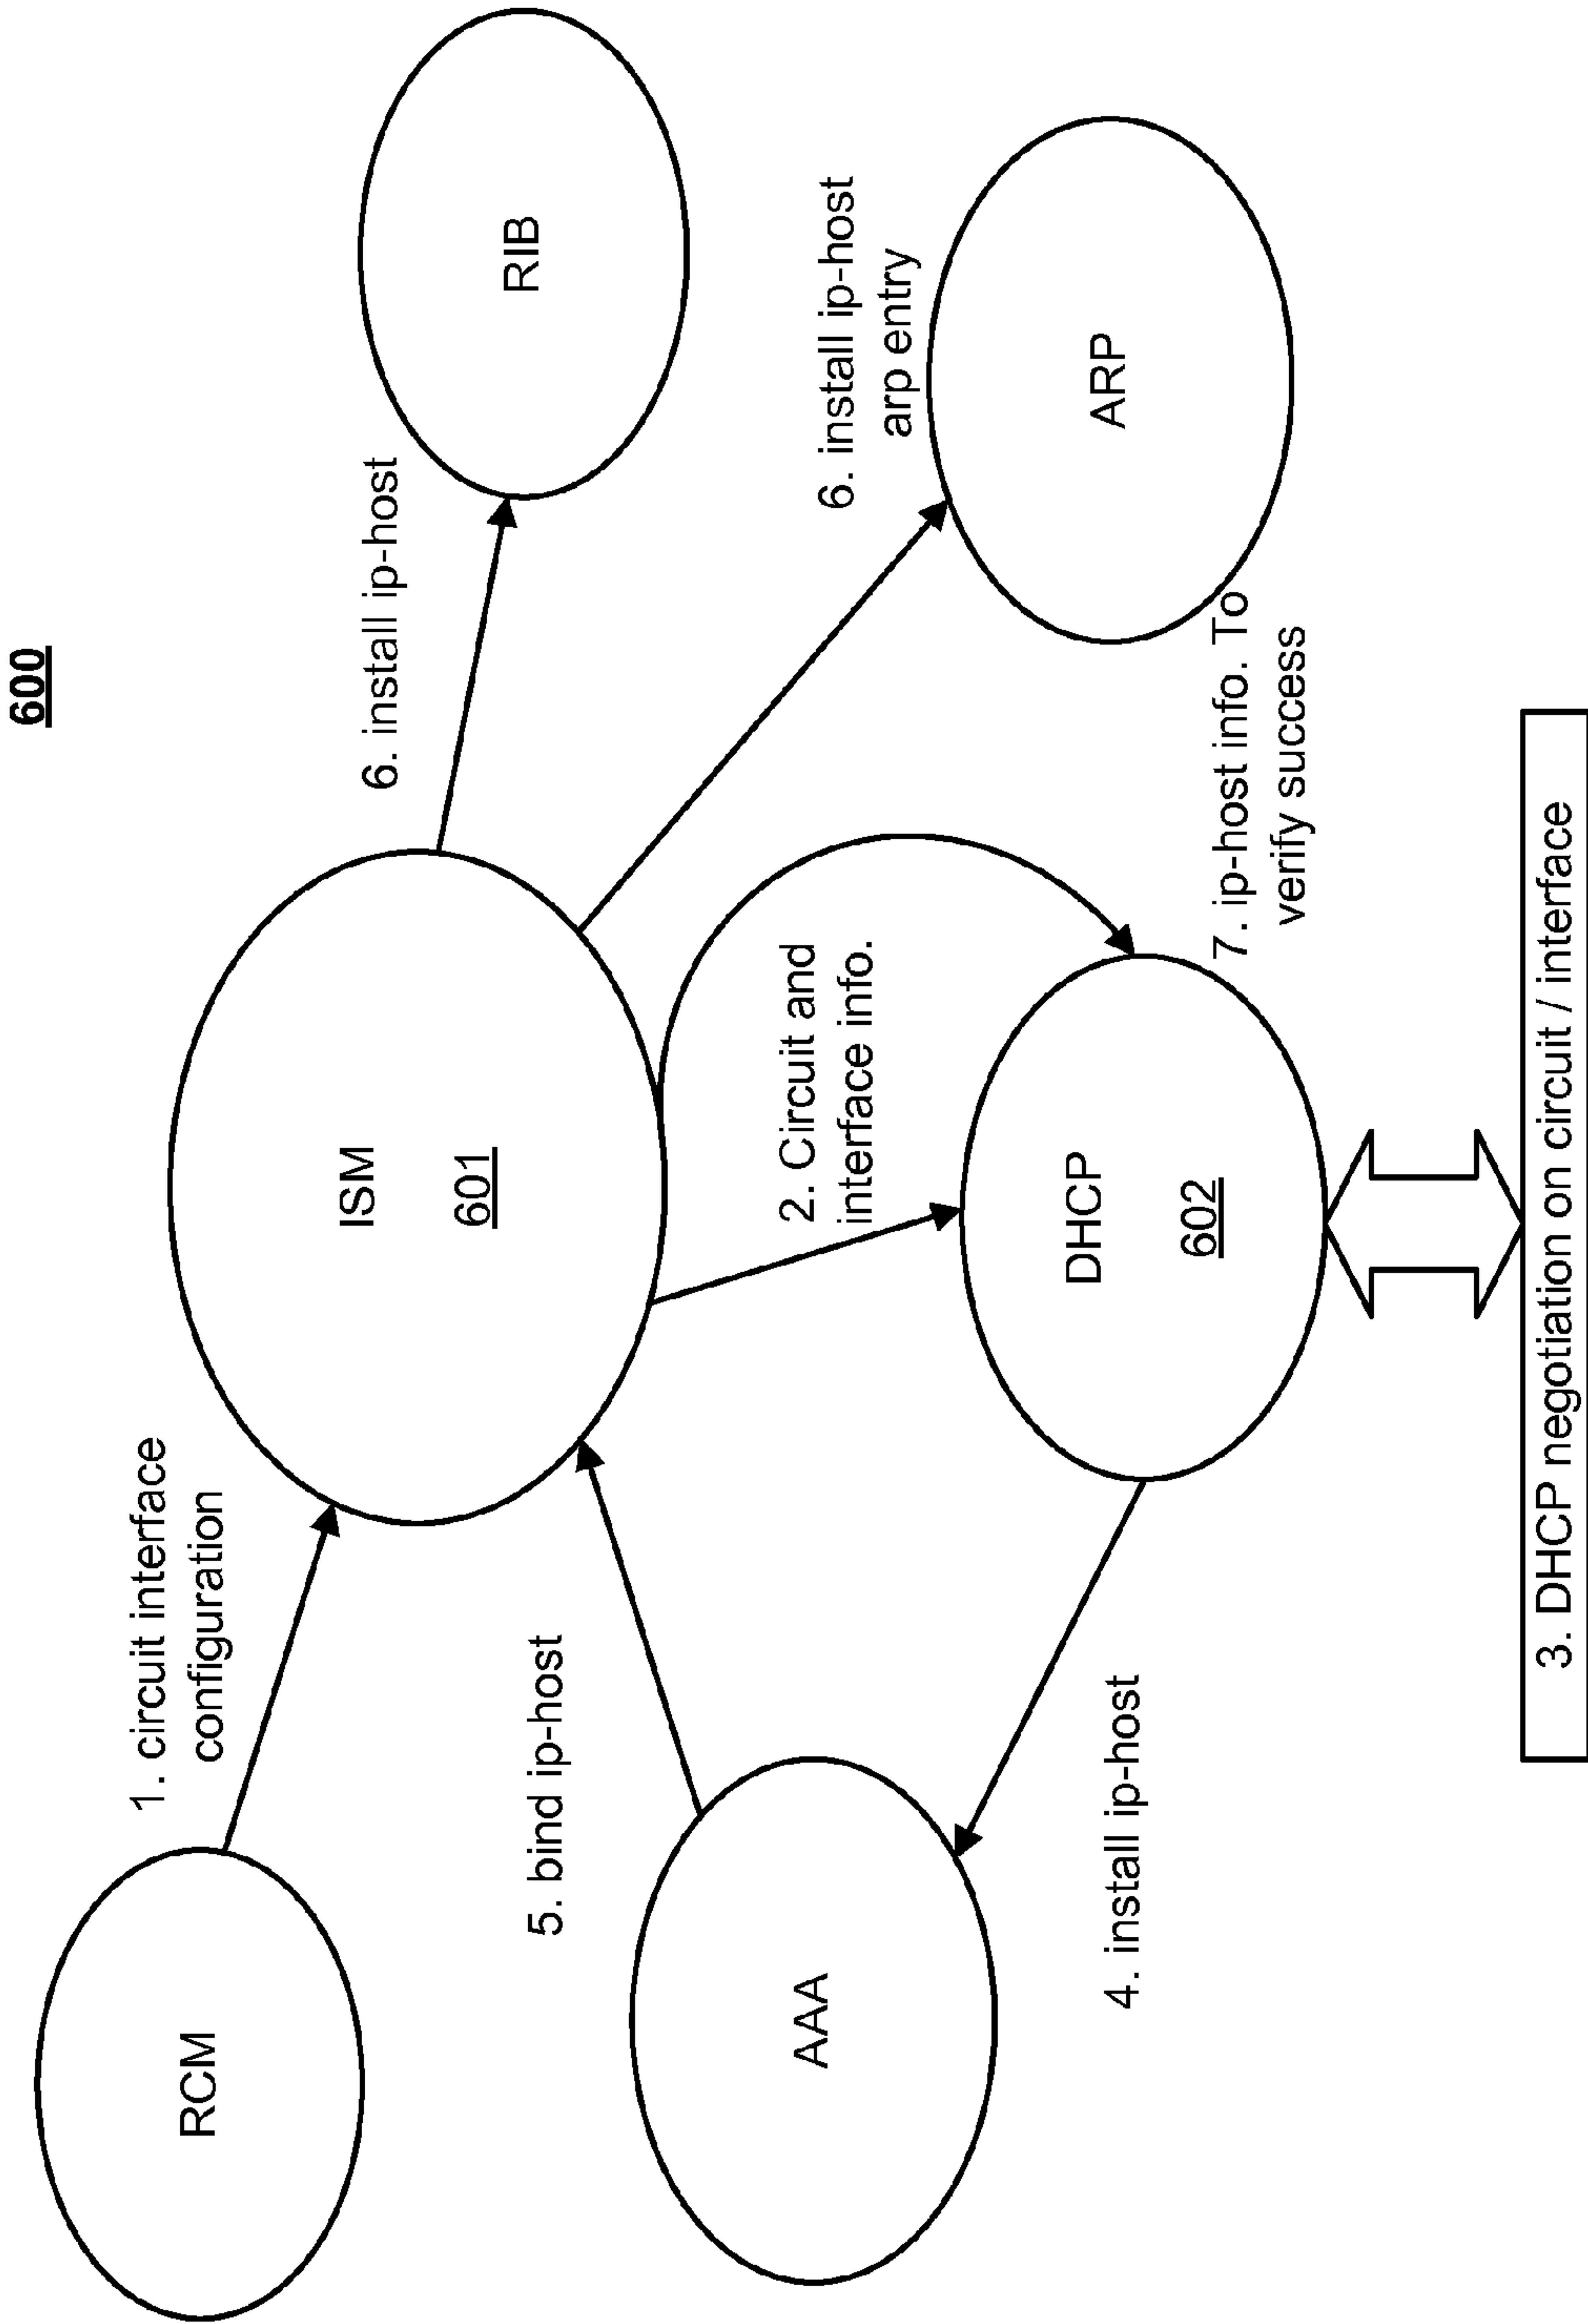 600
RCM
1. circuit interface
configuration
ISM
601
6. install ip-host
RIB
5. bind ip-host
AAA
2. Circuit and
interface info.
6. install ip-host
arp entry
ARP
4. install ip-host
DHCP
602
7. ip-host info. To
verify success
3. DHCP negotiation on circuit / interface